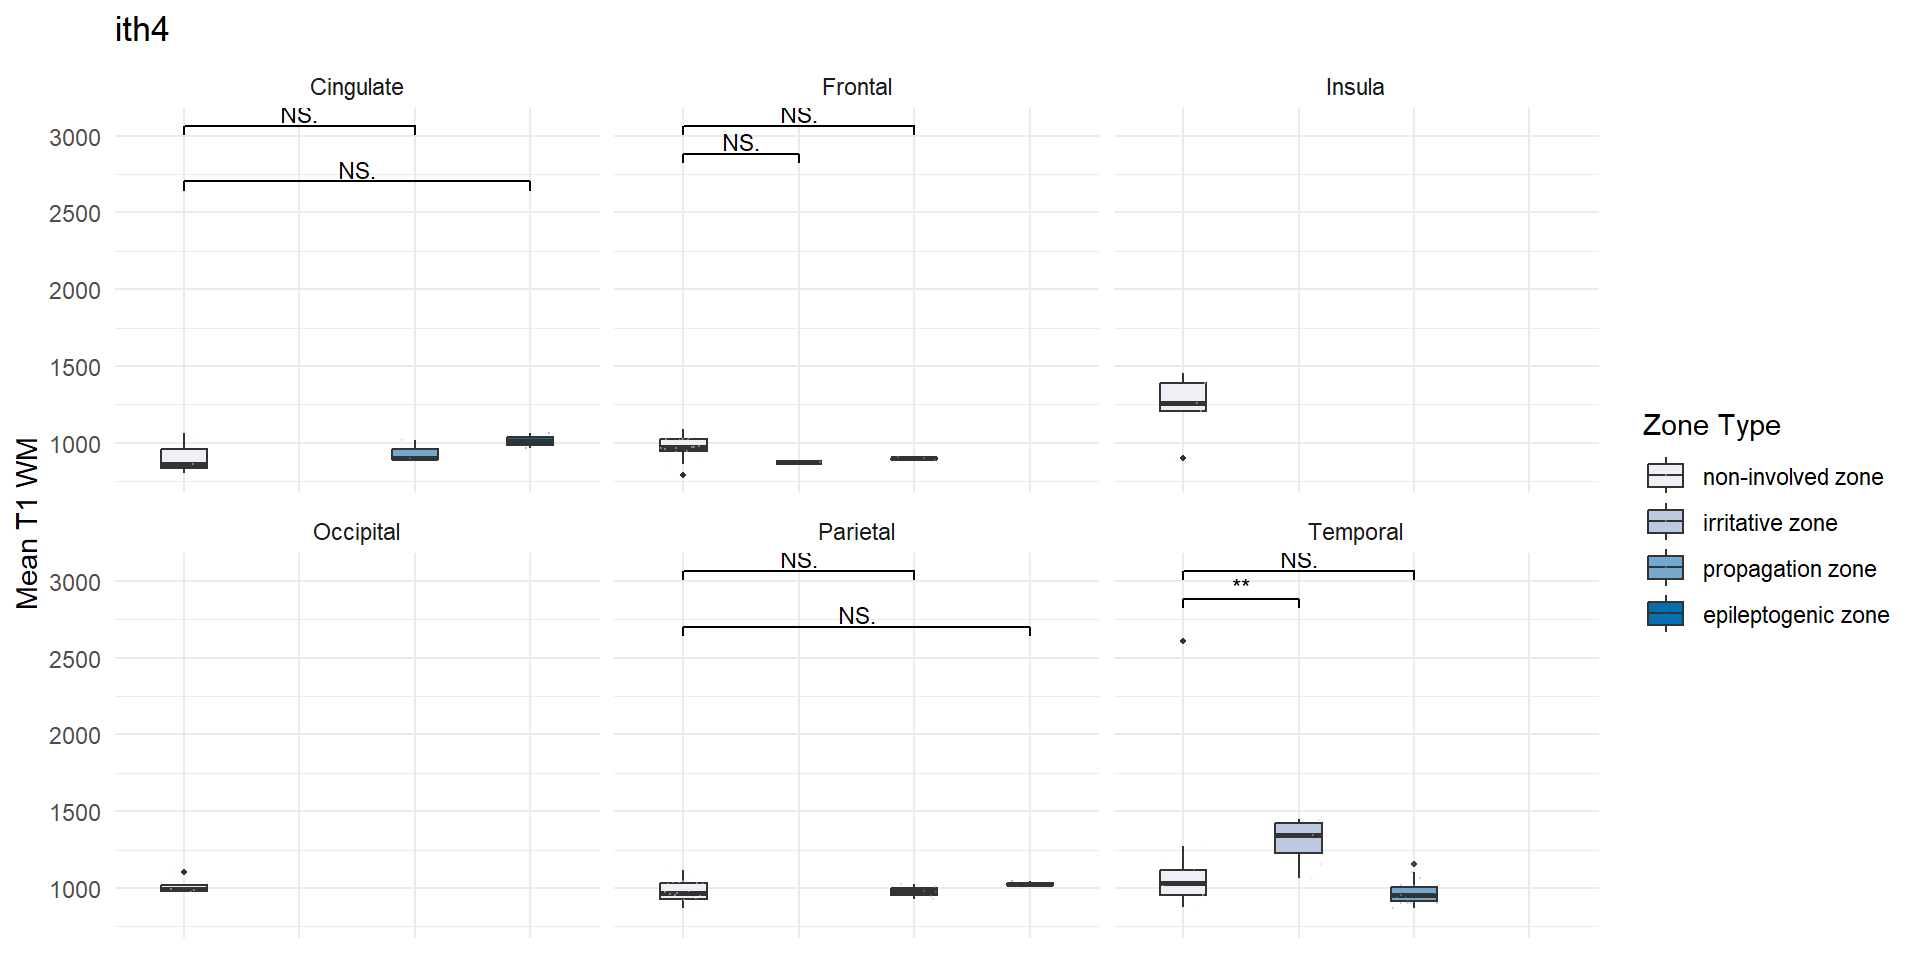 ith4
Cingulate
Frontal
Insula
NS.
NS.
NS.
NS.
3000
2500
2000
1500
1000
Mean T1 WM
Occipital
Parietal
Temporal
NS.
NS.
NS.
**
3000
2500
2000
1500
1000
Zone Type
non-involved zone
irritative zone
propagation zone
epileptogenic zone